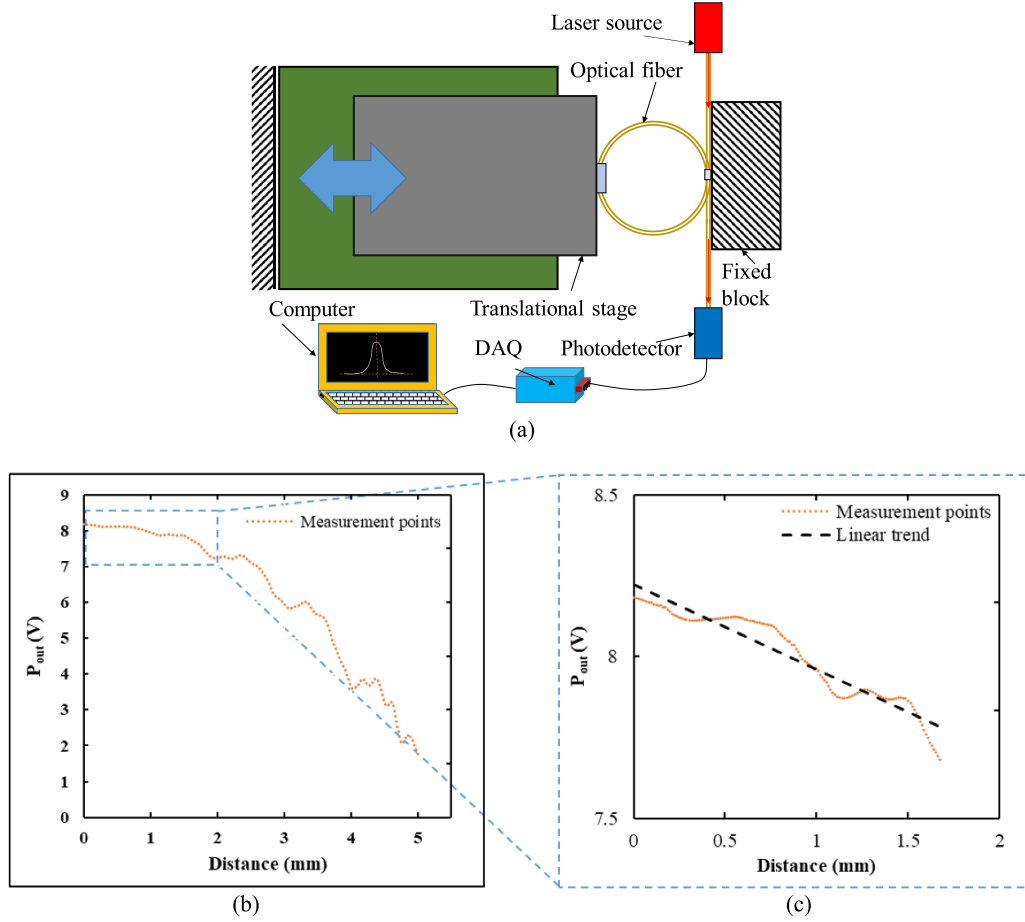 Laser source
Optical fiber
Fixed
block
Translational stage
Computer
DAQ
Photodetector
(a)
9
8
7
6
5
4
3
2
1
0
0
1
2
3
4
5
P_out (V)
Distance (mm)
Measurement points
(b)
8.5
8
7.5
0
0.5
1
1.5
2
P_out (V)
Distance (mm)
Measurement points
Linear trend
(c)